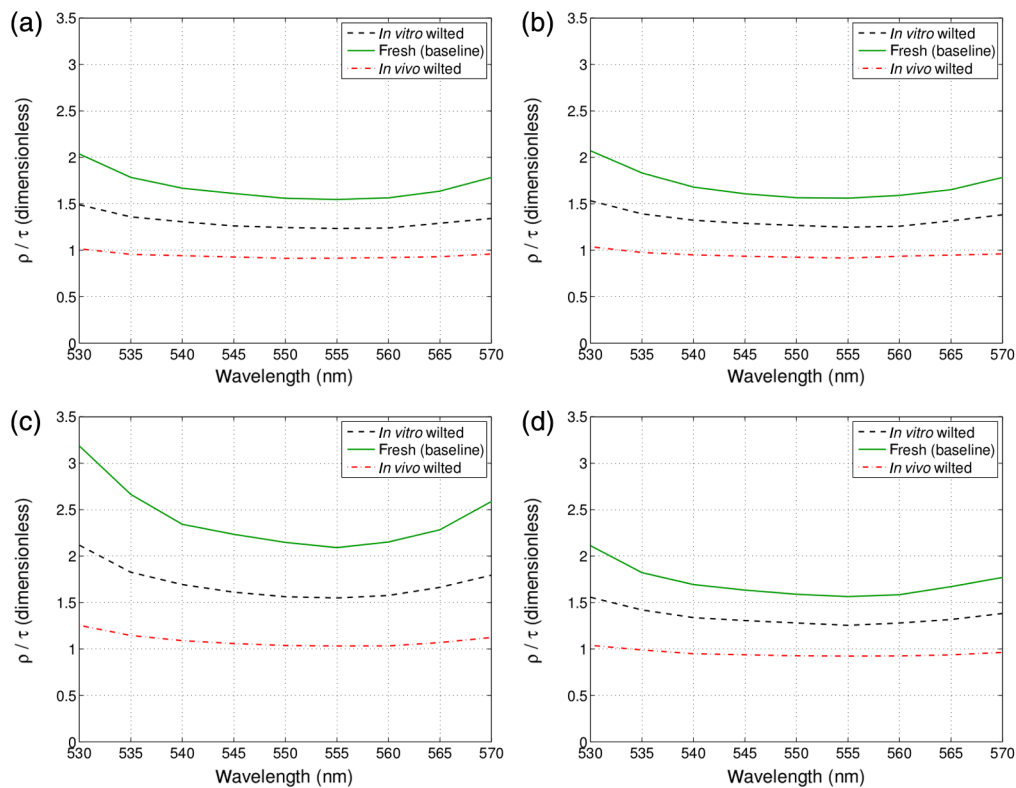 (a)
3.5
3
2.5
2
1.5
1
0.5
0
ρ / τ (dimensionless)
In vitro wilted
Fresh (baseline)
In vivo wilted
530 535 540 545 550 555 560 565 570
Wavelength (nm)
(b)
3.5
3
2.5
2
1.5
1
0.5
0
ρ / τ (dimensionless)
In vitro wilted
Fresh (baseline)
In vivo wilted
530 535 540 545 550 555 560 565 570
Wavelength (nm)
(c)
3.5
3
2.5
2
1.5
1
0.5
0
ρ / τ (dimensionless)
In vitro wilted
Fresh (baseline)
In vivo wilted
530 535 540 545 550 555 560 565 570
Wavelength (nm)
(d)
3.5
3
2.5
2
1.5
1
0.5
0
ρ / τ (dimensionless)
In vitro wilted
Fresh (baseline)
In vivo wilted
530 535 540 545 550 555 560 565 570
Wavelength (nm)